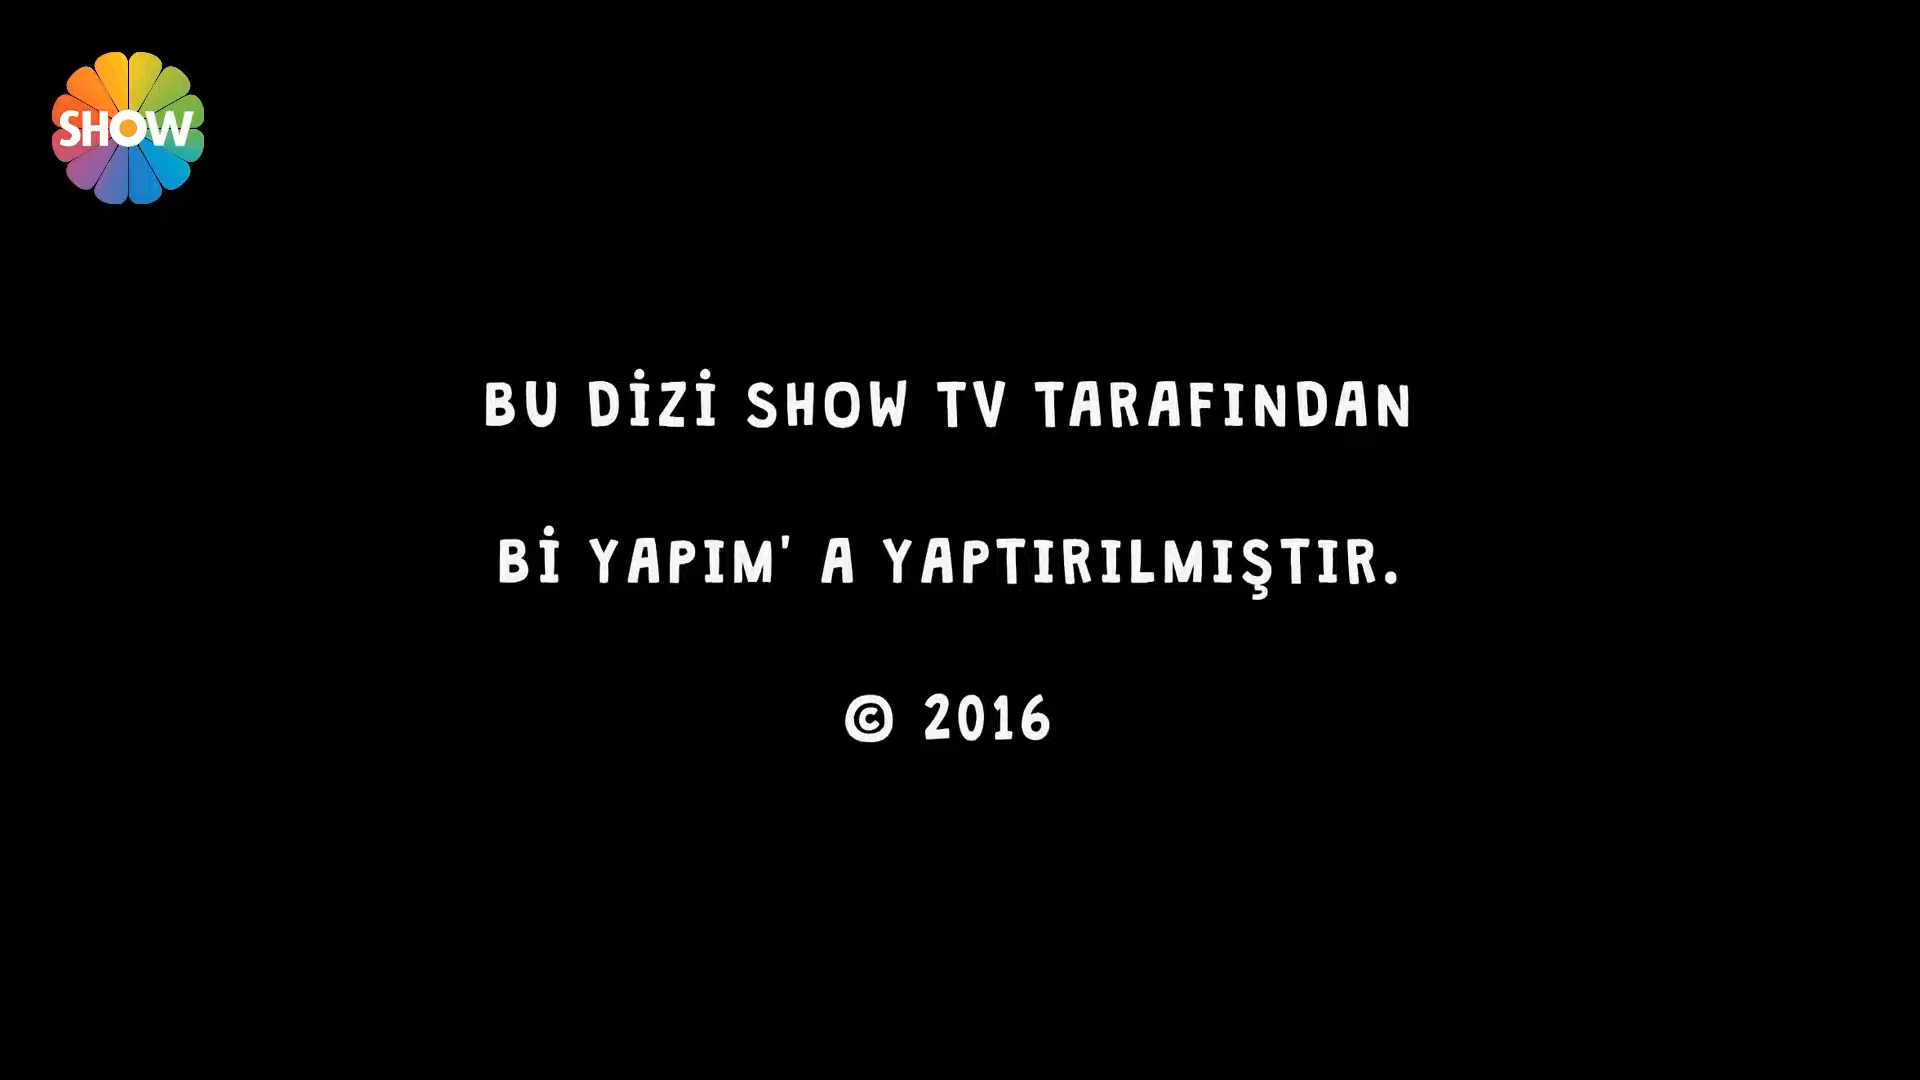 SHOW
BU DİZİ SHOW TV TARAFINDAN
Bİ YAPIM' A YAPTIRILMIŞTIR.
© 2016